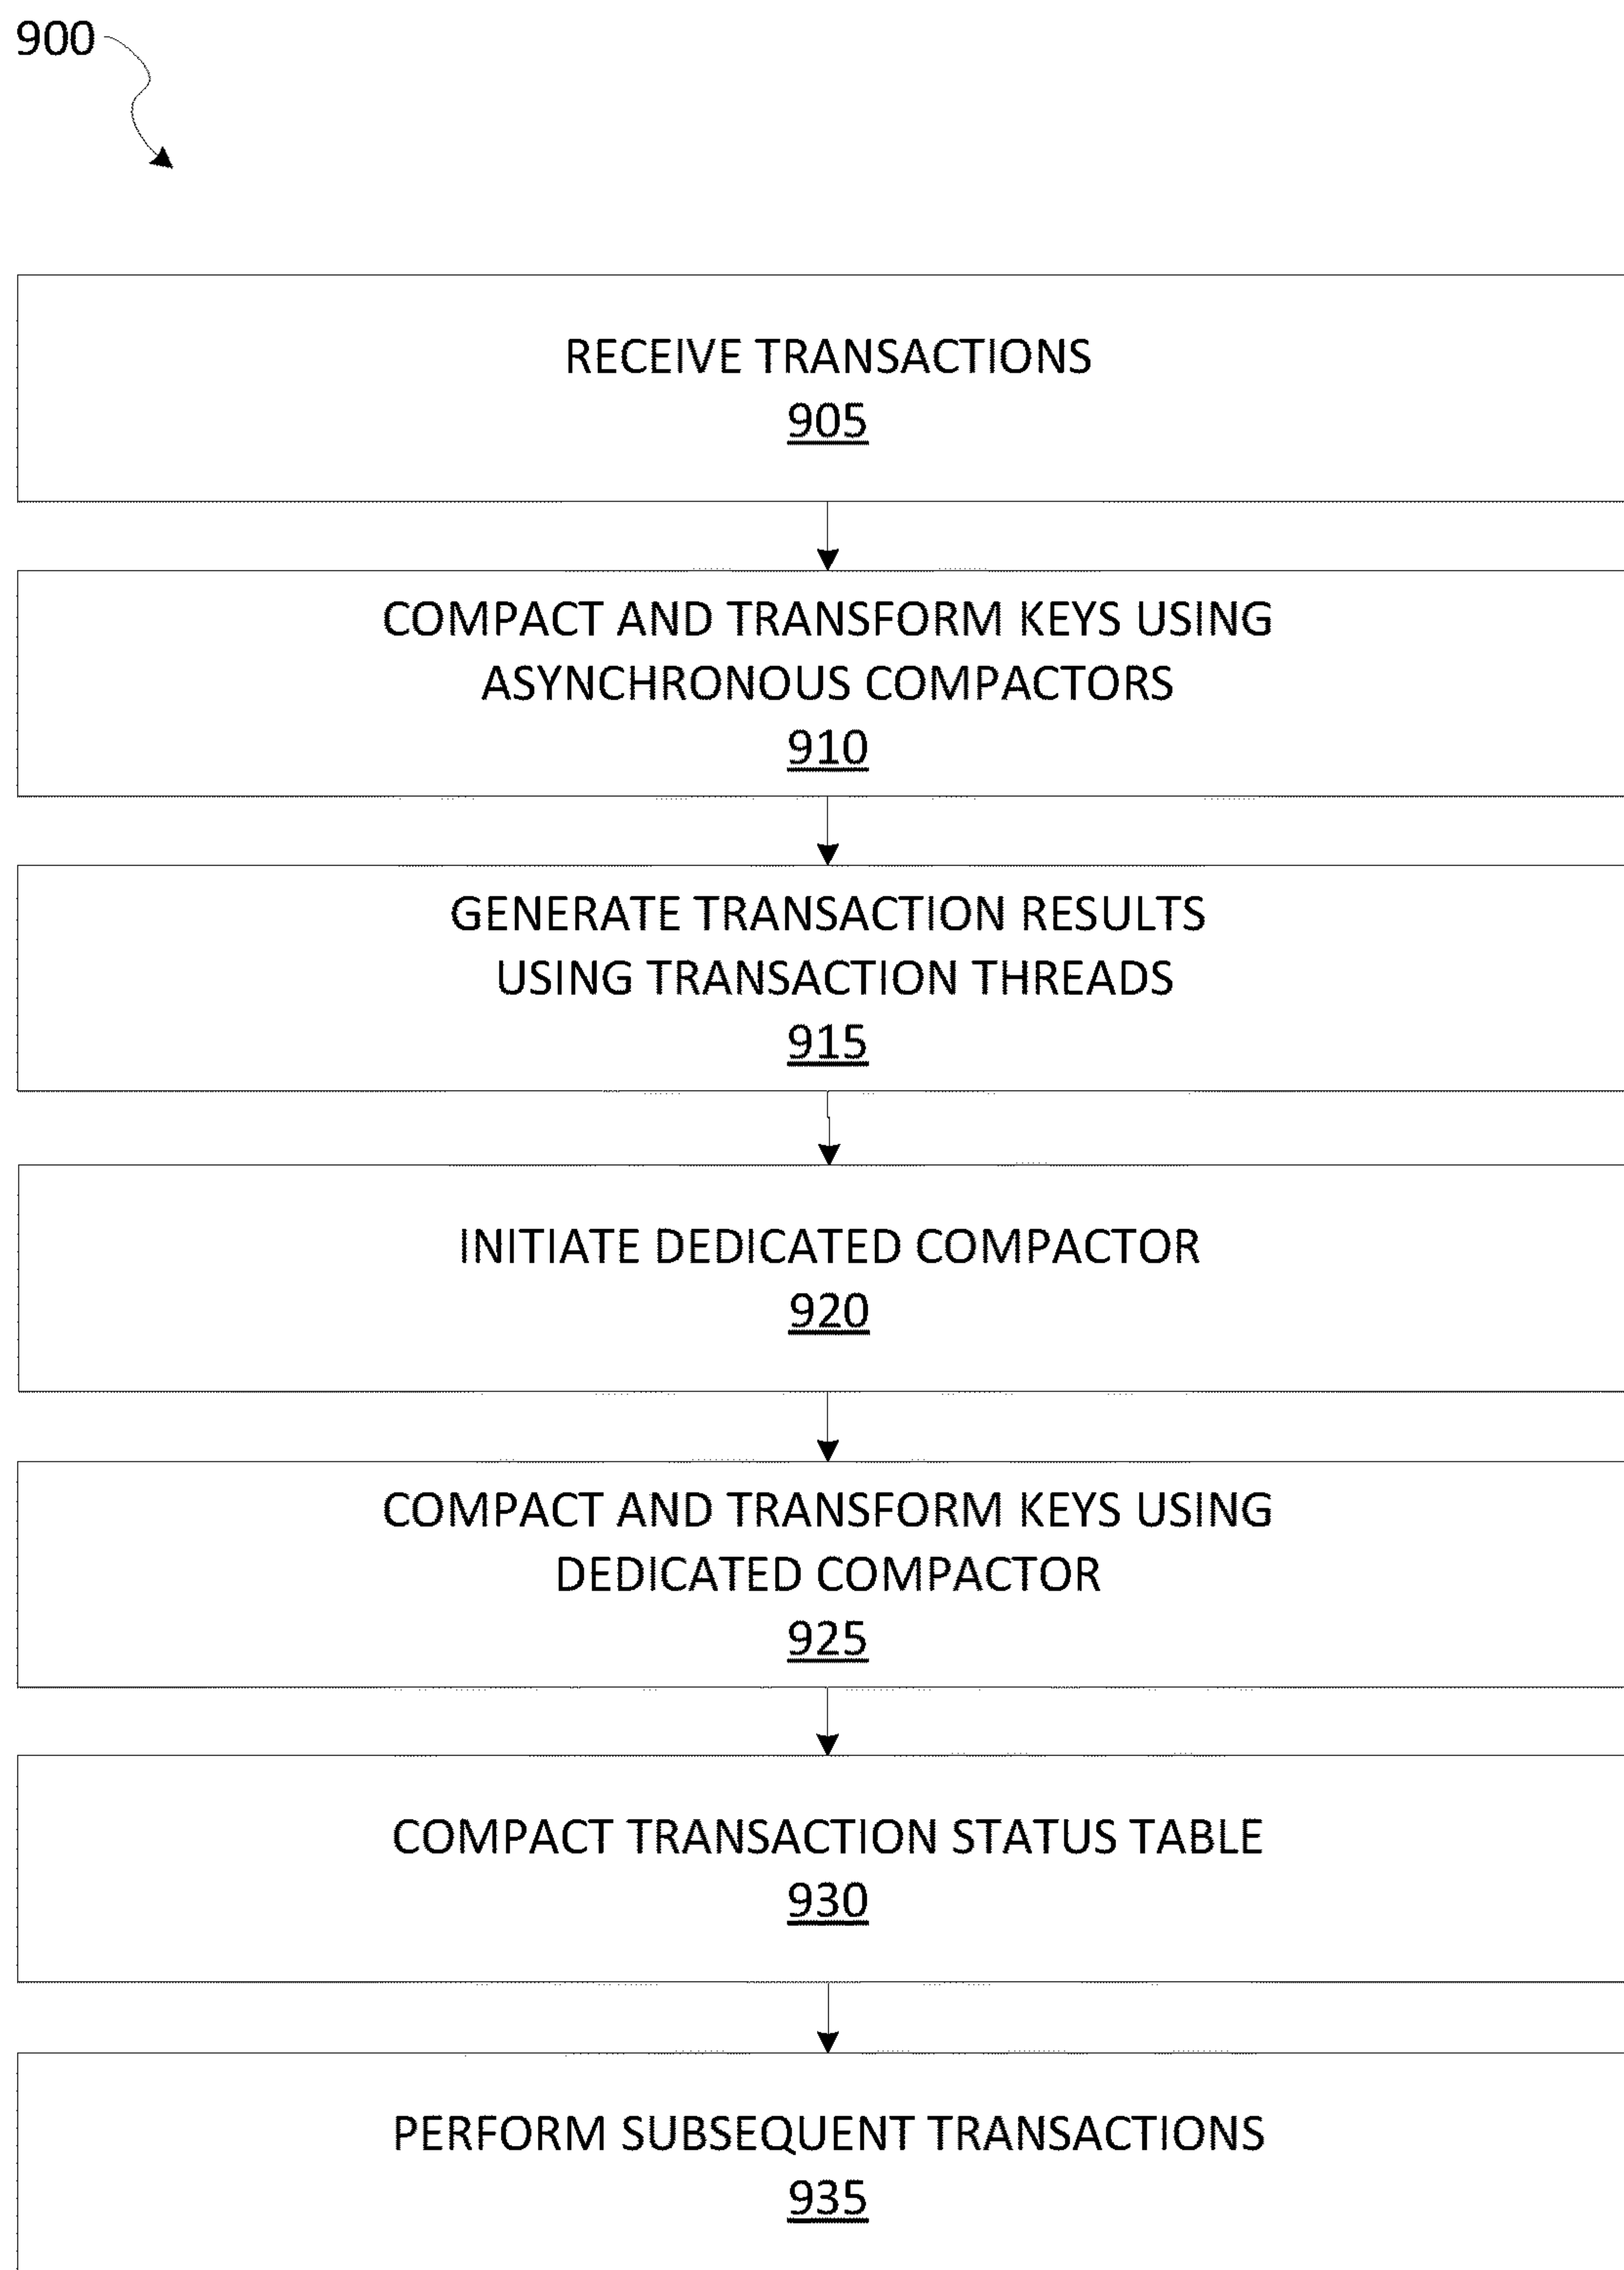 900
RECEIVE TRANSACTIONS
905
COMPACT AND TRANSFORM KEYS USING
ASYNCHRONOUS COMPACTORS
910
GENERATE TRANSACTION RESULTS
USING TRANSACTION THREADS
915
INITIATE DEDICATED COMPACTOR
920
COMPACT AND TRANSFORM KEYS USING
DEDICATED COMPACTOR
925
COMPACT TRANSACTION STATUS TABLE
930
PERFORM SUBSEQUENT TRANSACTIONS
935